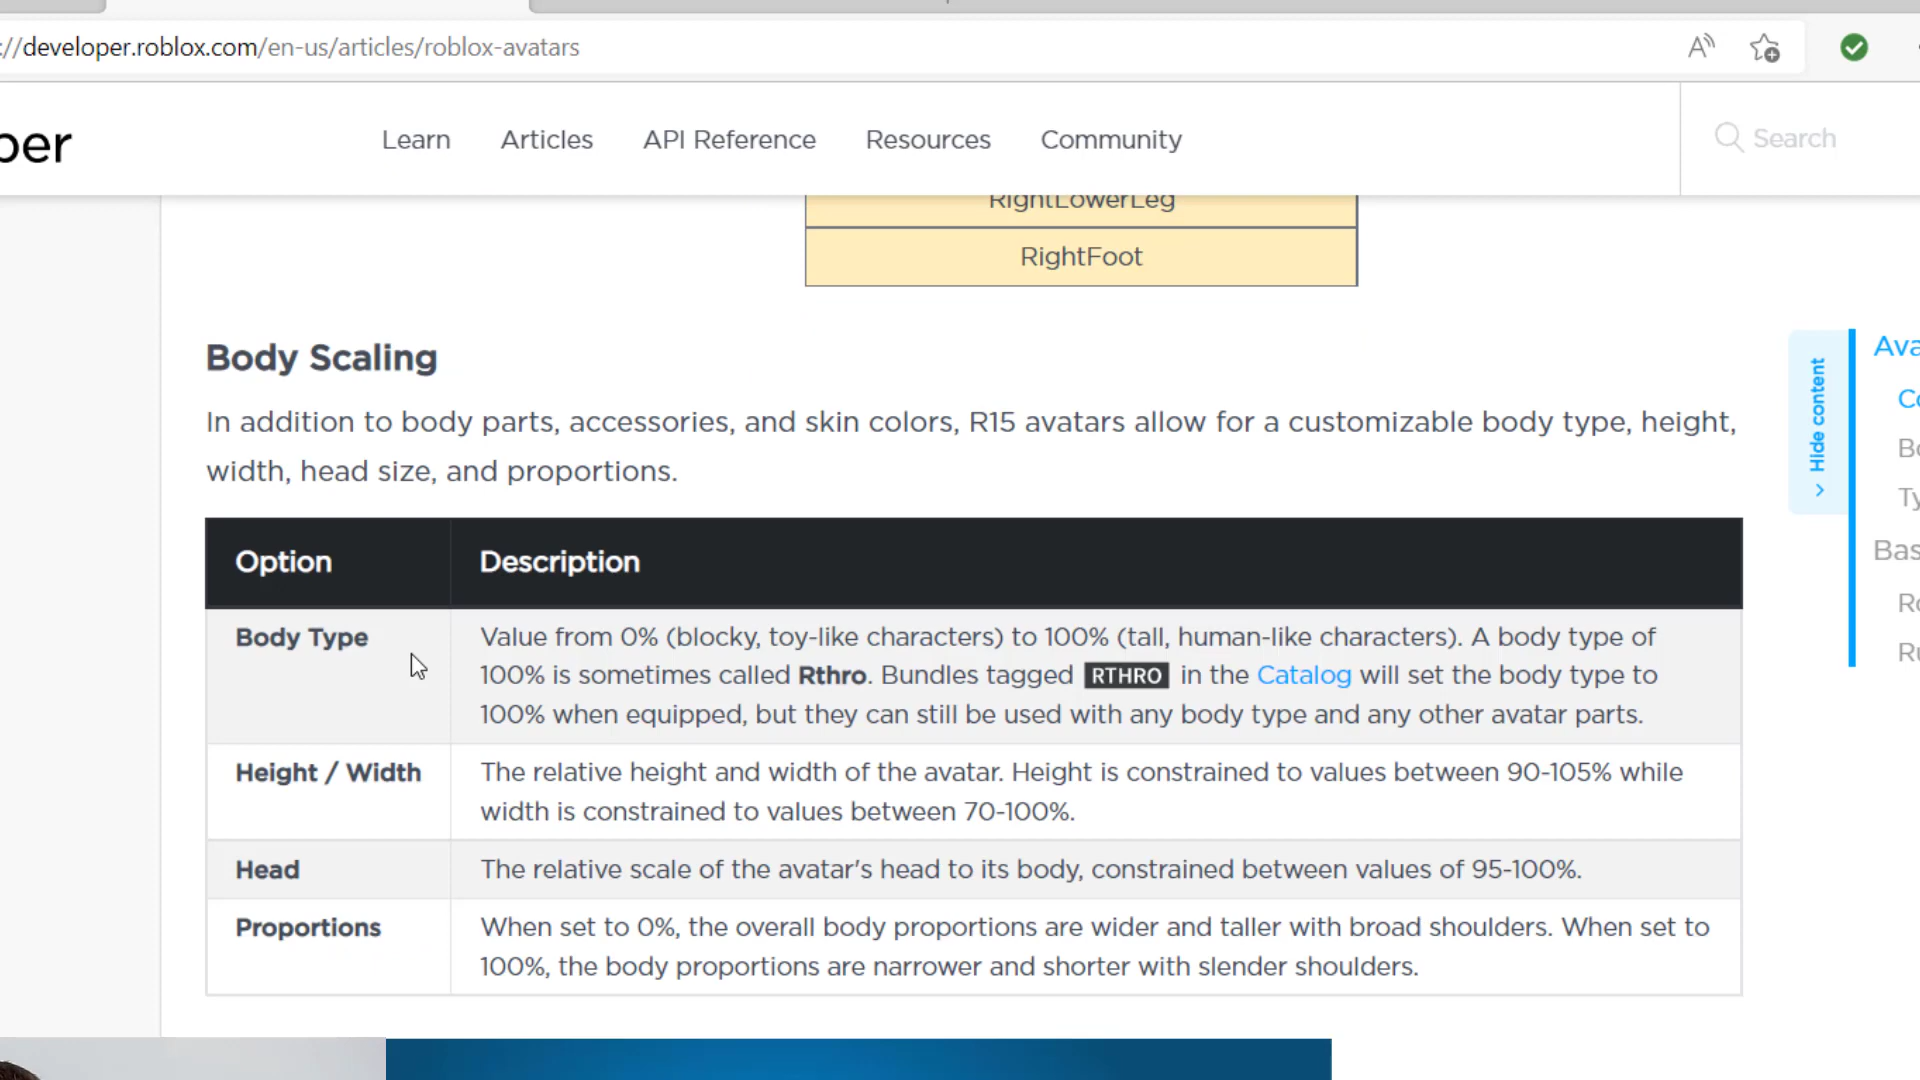 ://developer.roblox.com/en-us/articles/roblox-avatars
per
Learn
Articles
API Reference
Resources
Community
Search
RightLowerLeg
RightFoot
Body Scaling
In addition to body parts, accessories, and skin colors, R15 avatars allow for a customizable body type, height,
width, head size, and proportions.
Option
Description
Body Type
Value from 0% (blocky, toy-like characters) to 100% (tall, human-like characters). A body type of
100% is sometimes called Rthro. Bundles tagged RTHRO in the Catalog will set the body type to
100% when equipped, but they can still be used with any body type and any other avatar parts.
Height / Width
The relative height and width of the avatar. Height is constrained to values between 90-105% while
width is constrained to values between 70-100%.
Head
The relative scale of the avatar's head to its body, constrained between values of 95-100%.
Proportions
When set to 0%, the overall body proportions are wider and taller with broad shoulders. When set to
100%, the body proportions are narrower and shorter with slender shoulders.
Hide content